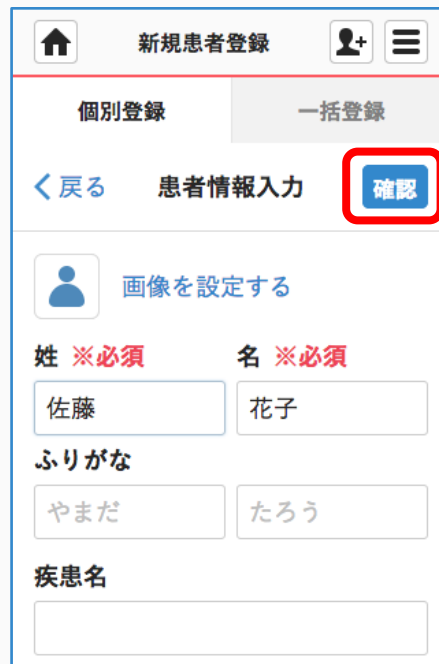 新規患者登録
個別登録 一括登録
戻る 患者情報入力 確認
画像を設定する
姓 ※必須 名 ※必須
佐藤 花子
ふりがな
やまだ たろう
疾患名